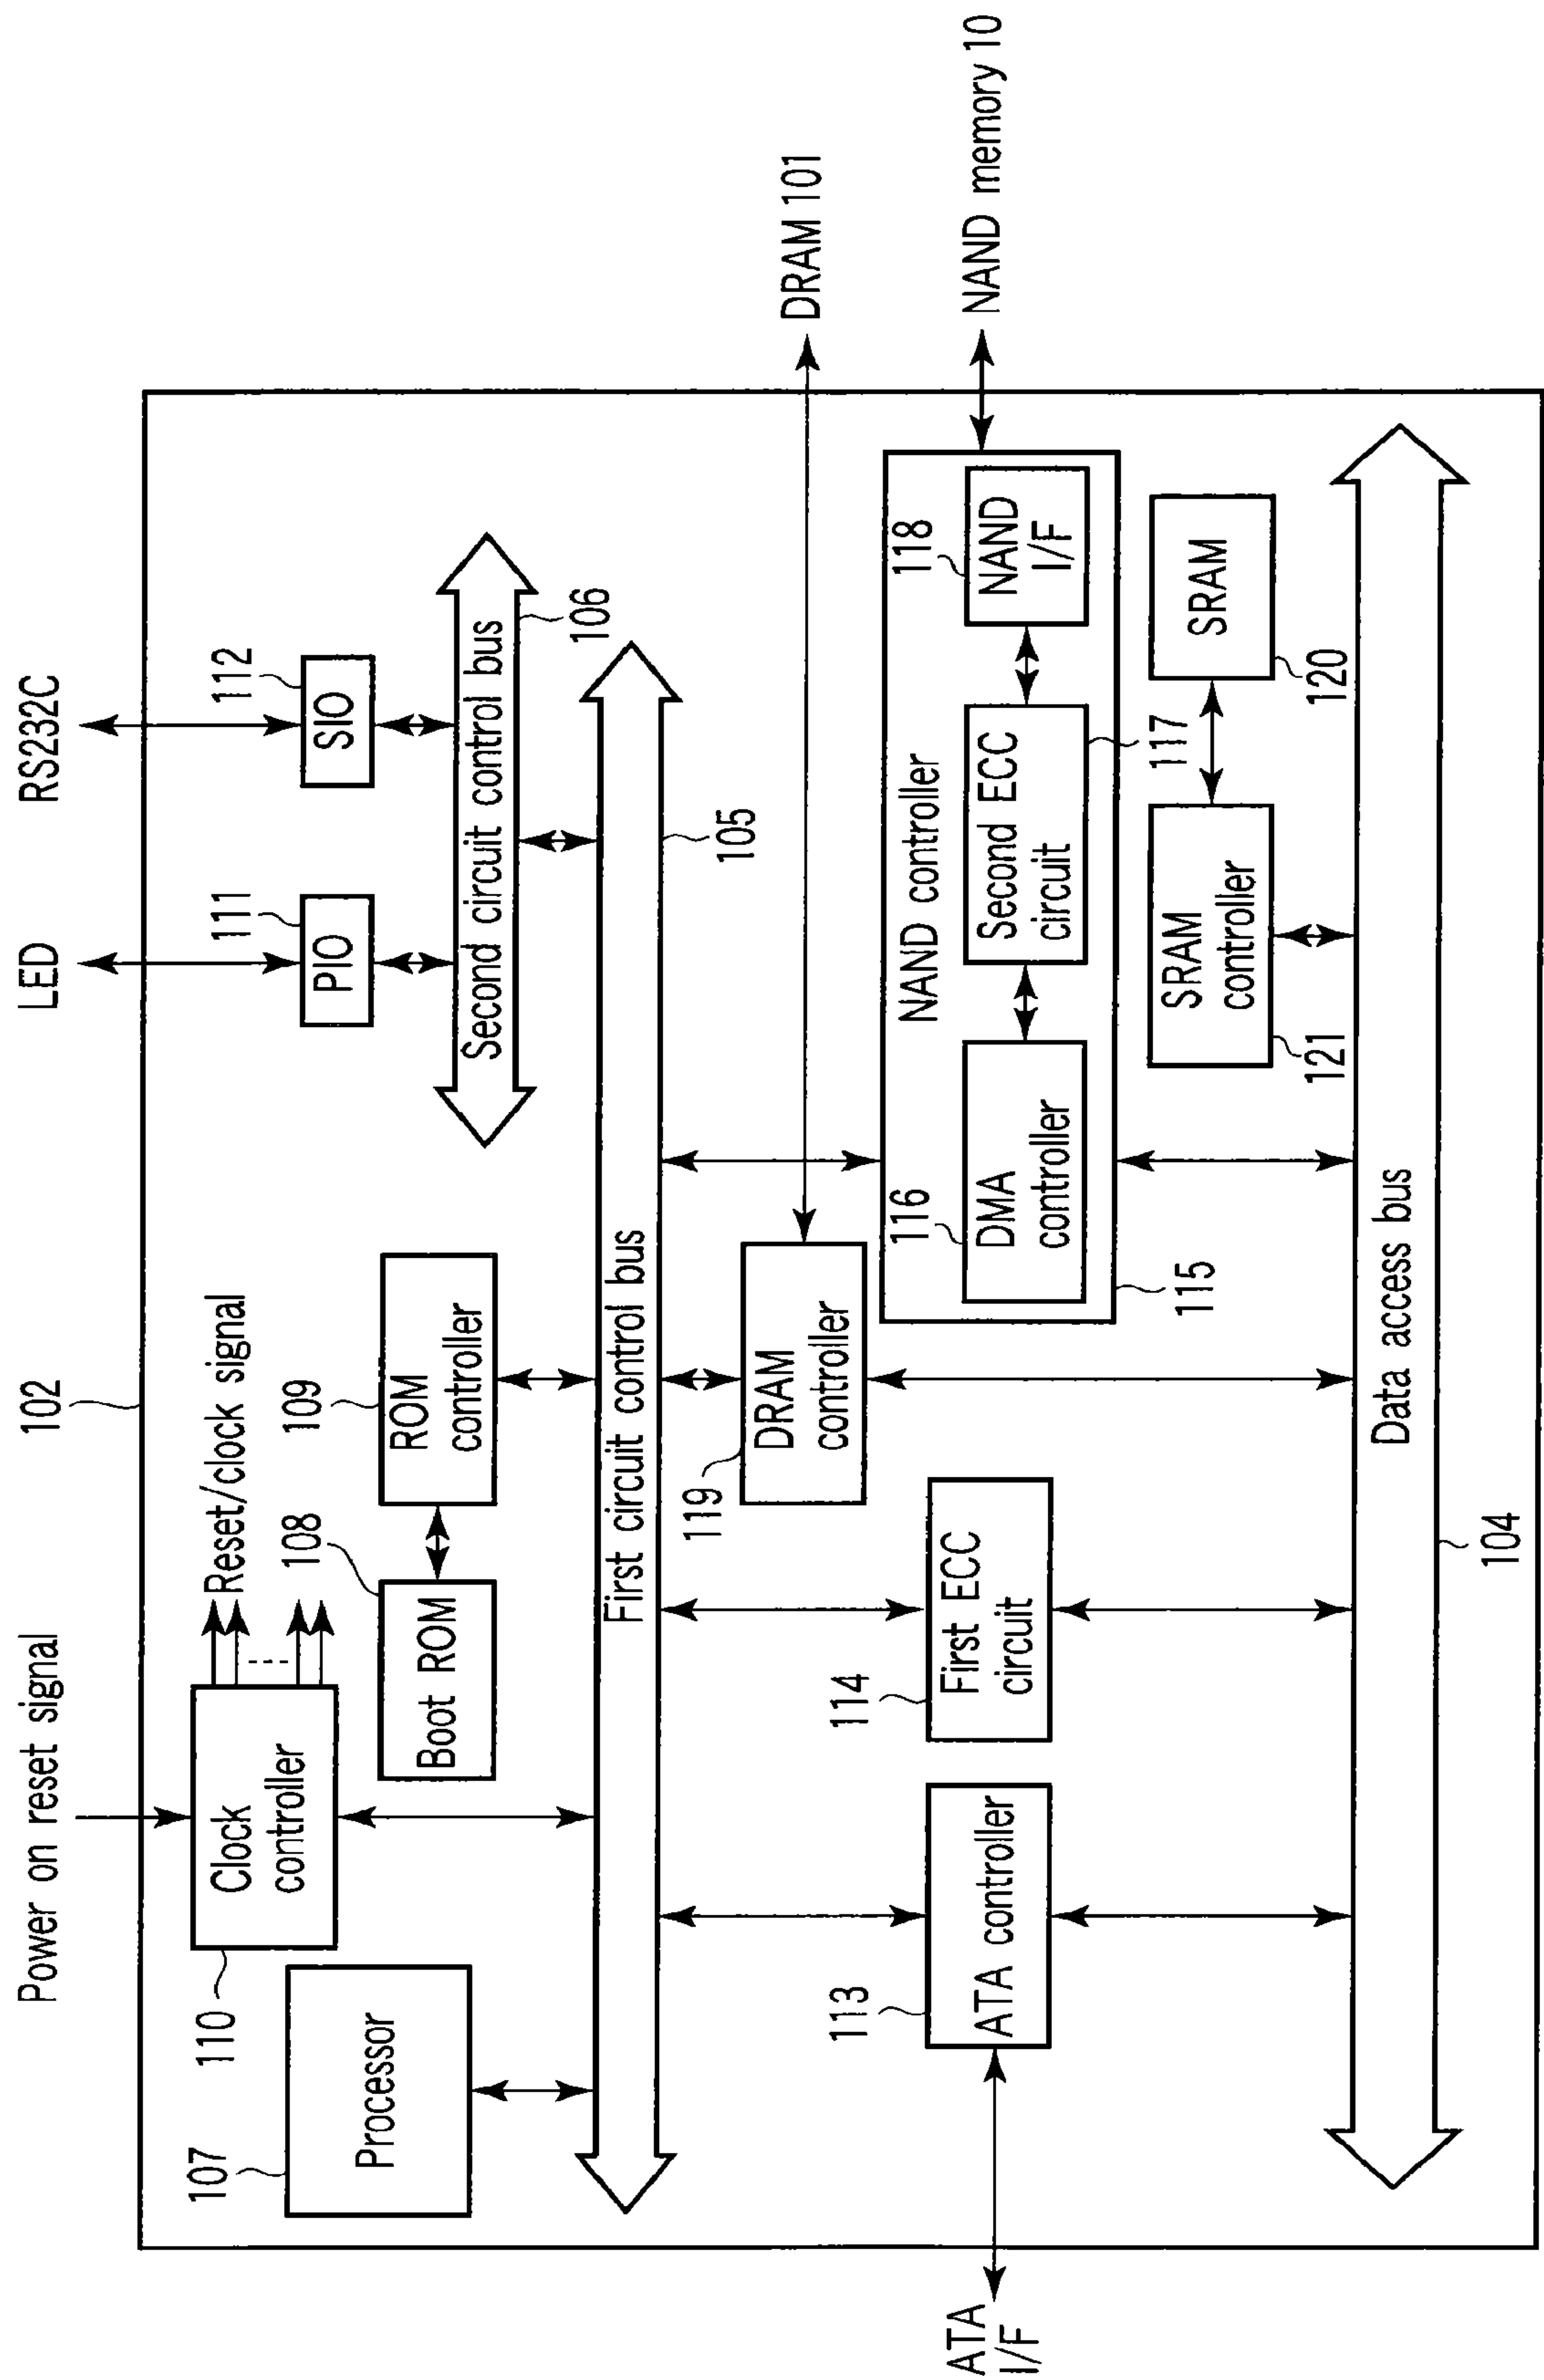 Power on reset signal
LED
RS232C
102
110
Clock
controller
Reset/clock signal
107
Processor
108
Boot ROM
109
ROM
controller
111
PIO
112
SIO
Second circuit control bus
106
First circuit control bus
105
DRAM 101
119
DRAM
controller
NAND memory 10
ATA
I/F
113
ATA controller
114
First ECC
circuit
NAND controller
116
DMA
controller
Second ECC
circuit
118
NAND
I/F
115
117
121
SRAM
controller
SRAM
120
Data access bus
104